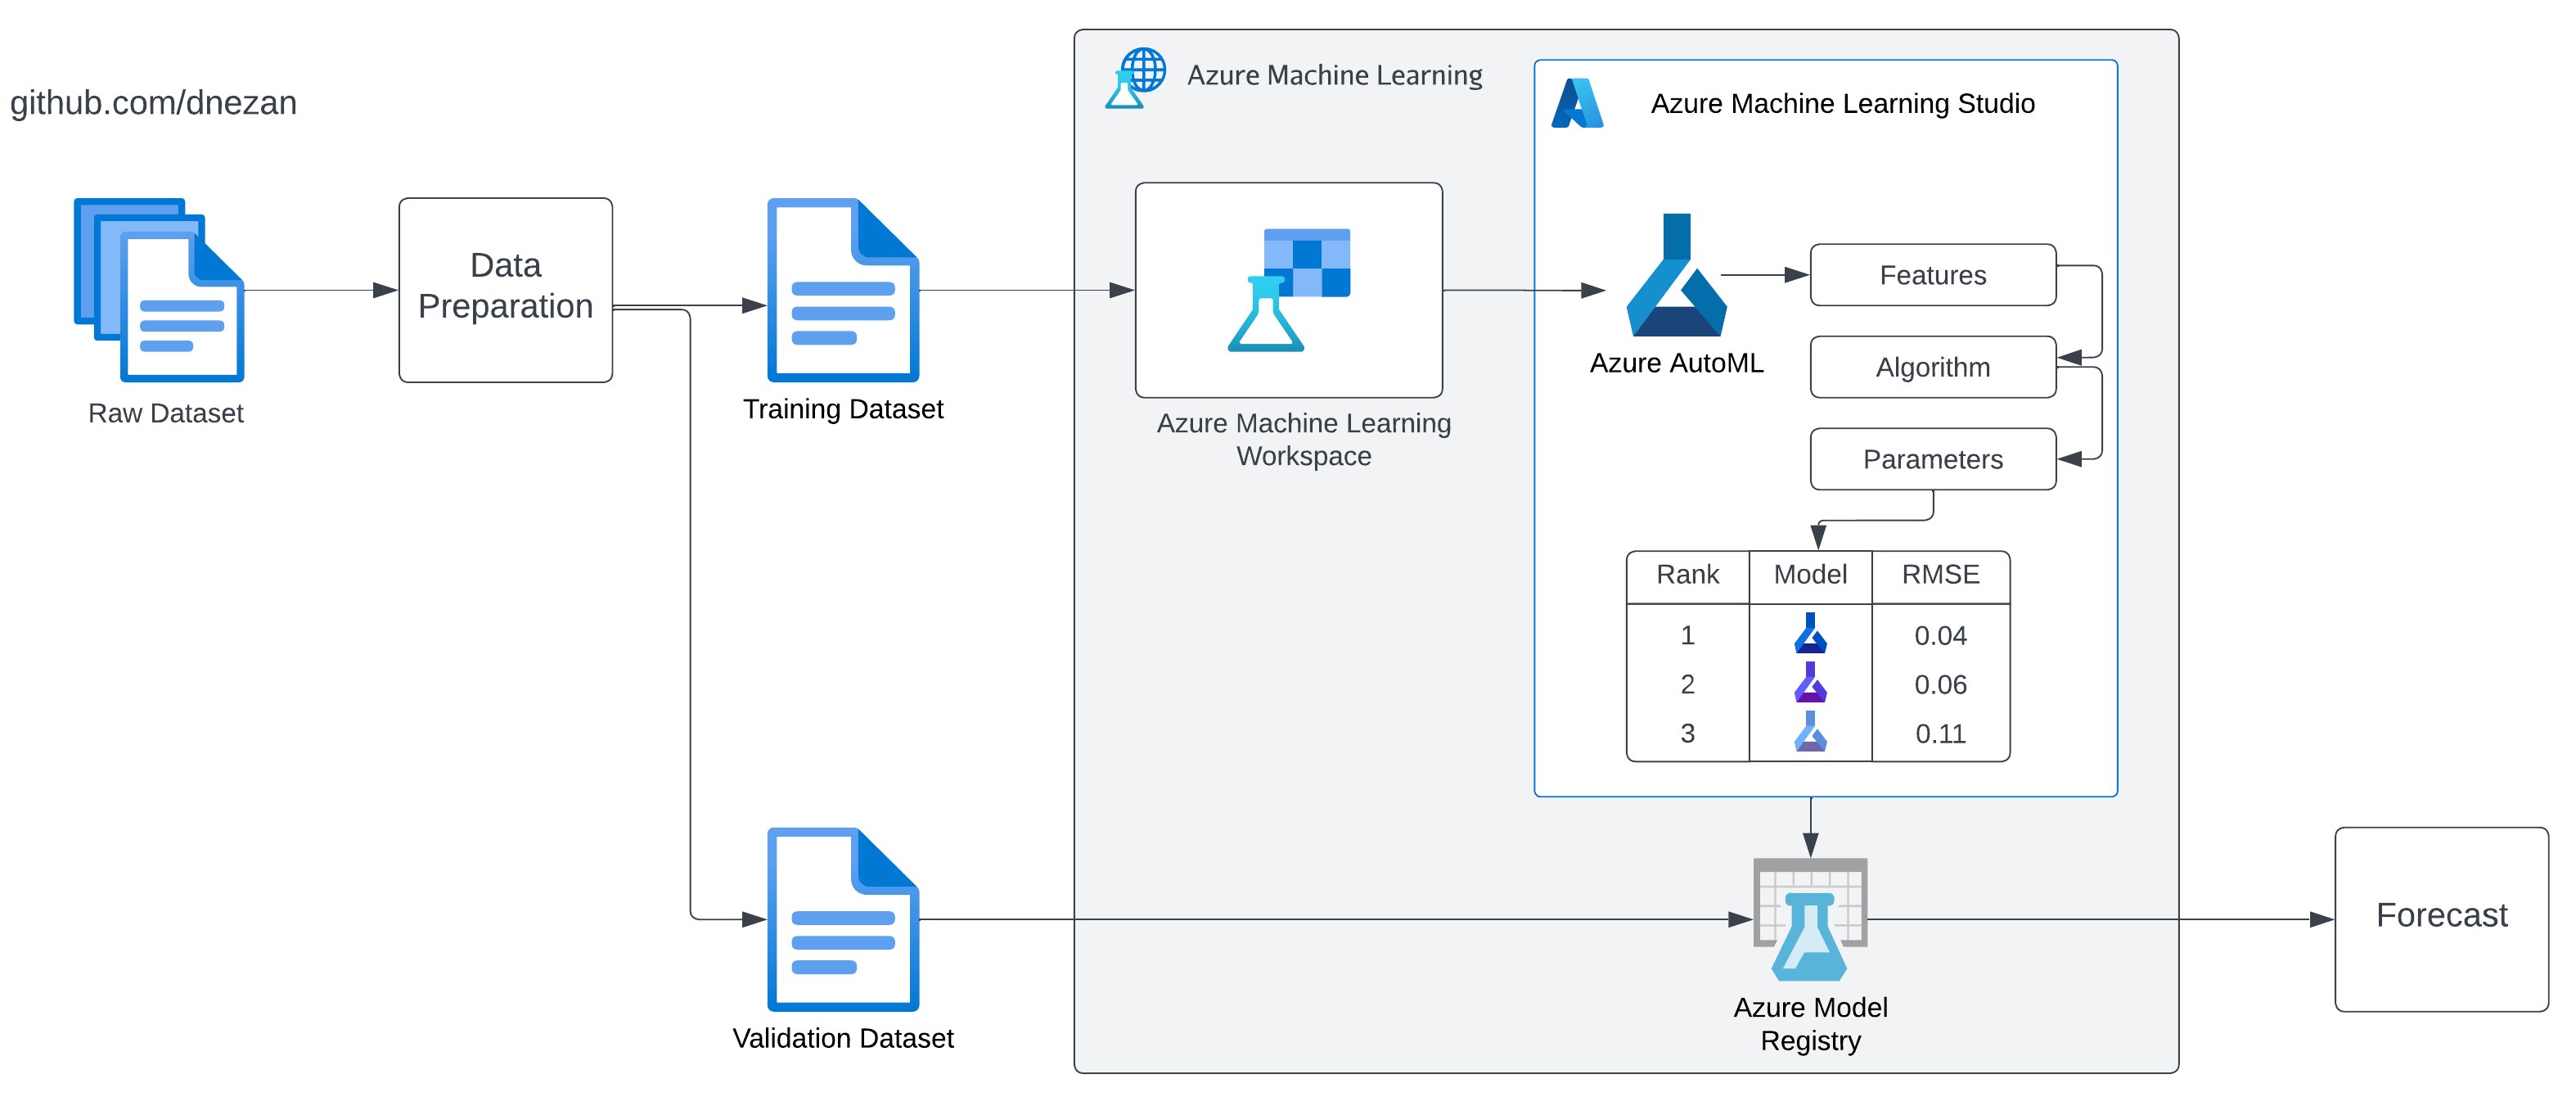 github.com/dnezan
Azure Machine Learning
Azure Machine Learning Studio
Raw Dataset
Data
Preparation
Training Dataset
Azure Machine Learning
Workspace
Azure AutoML
Features
Algorithm
Parameters
Rank Model RMSE
1 0.04
2 0.06
3 0.11
Validation Dataset
Azure Model
Registry
Forecast